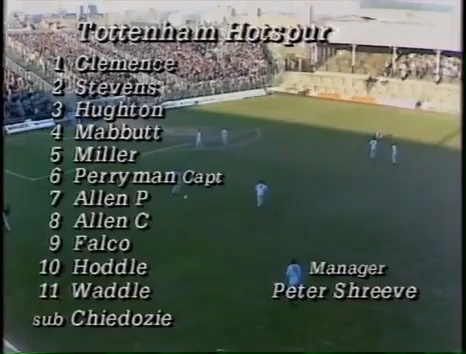 Tottenham Hotspur
1 Clemence
2 Stevens
3 Hughton
4 Mabbutt
5 Miller
6 Perryman Capt
7 Allen P
8 Allen C
9 Falco
10 Hoddle
11 Waddle
sub Chiedozie
Manager
Peter Shreeve